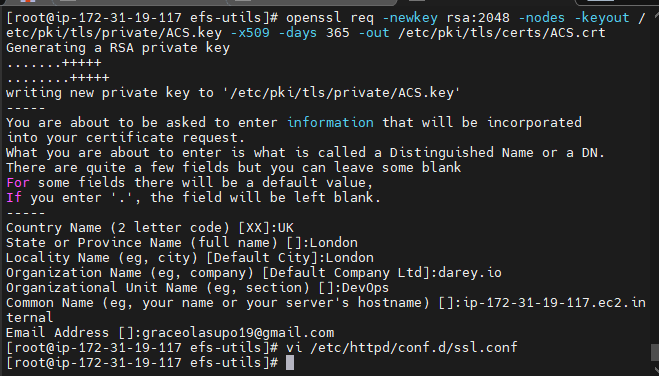 [root@ip-172-31-19-117 efs-utils]# openssl req -newkey rsa:2048 -nodes -keyout /
etc/pki/tls/private/ACS.key -x509 -days 365 -out /etc/pki/tls/certs/ACS.crt
Generating a RSA private key
.......+++++
........+++++
writing new private key to '/etc/pki/tls/private/ACS.key'
-----
You are about to be asked to enter information that will be incorporated
into your certificate request.
What you are about to enter is what is called a Distinguished Name or a DN.
There are quite a few fields but you can leave some blank
For some fields there will be a default value,
If you enter '.', the field will be left blank.
-----
Country Name (2 letter code) [XX]:UK
State or Province Name (full name) []:London
Locality Name (eg, city) [Default City]:London
Organization Name (eg, company) [Default Company Ltd]:darey.io
Organizational Unit Name (eg, section) []:DevOps
Common Name (eg, your name or your server's hostname) []:ip-172-31-19-117.ec2.in
ternal
Email Address []:graceolasupo19@gmail.com
[root@ip-172-31-19-117 efs-utils]# vi /etc/httpd/conf.d/ssl.conf
[root@ip-172-31-19-117 efs-utils]#